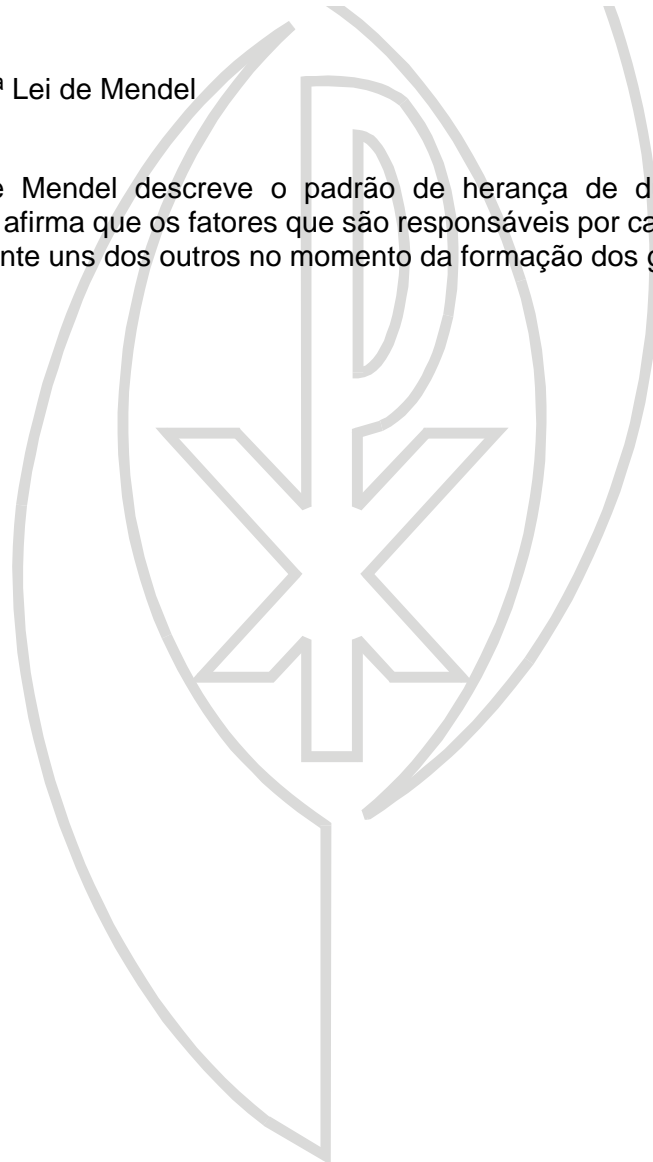 ª Lei de Mendel
e Mendel descreve o padrão de herança de d
afirma que os fatores que são responsáveis por ca
nte uns dos outros no momento da formação dos g